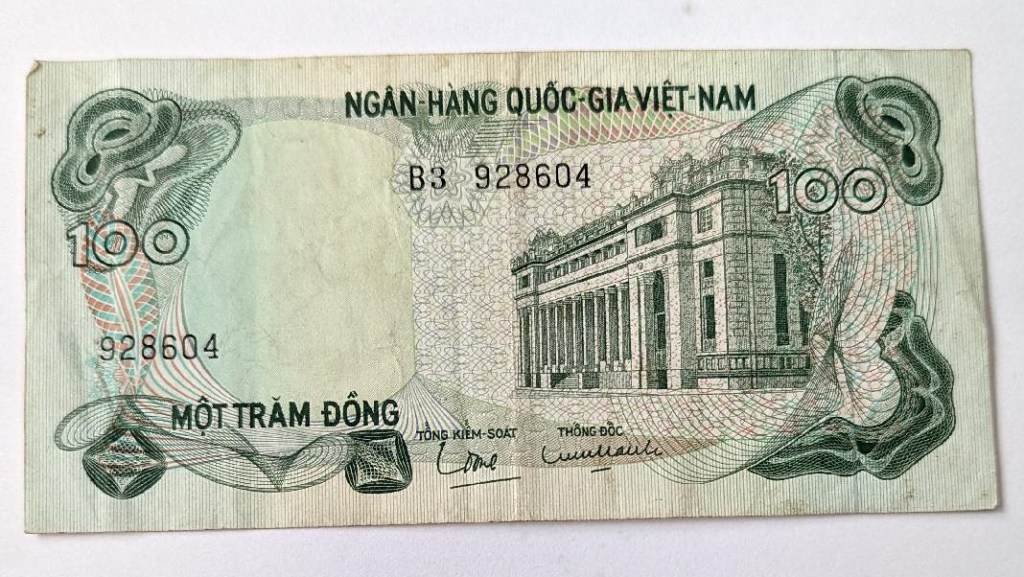 NGÂN-HÀNG QUỐC-GIA VIỆT-NAM
B3 928604
100
100
928604
MỘT TRĂM ĐỒNG
TỔNG KIỂM-SOÁT
THỐNG ĐỐC